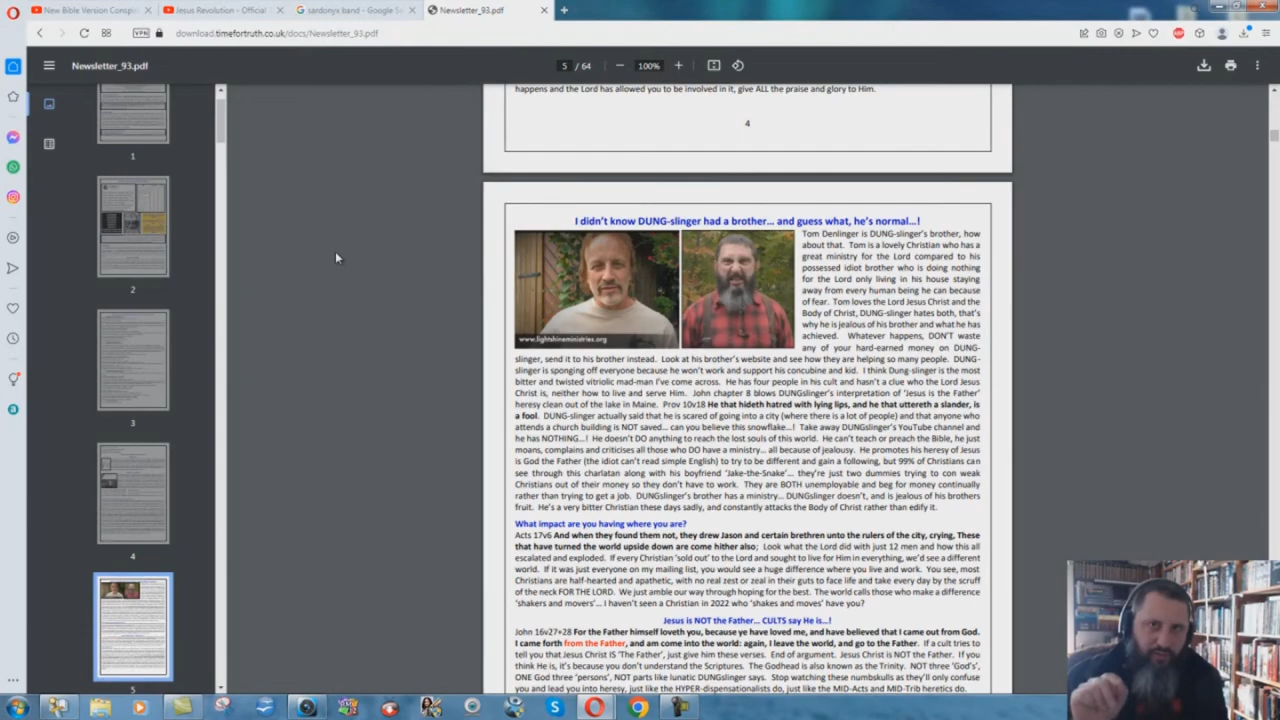 New Bible Version Conspi
Jesus Revolution - Official
sardonyx band - Google Se
Newsletter_93.pdf
VPN
download.timefortruth.co.uk/docs/Newsletter_93.pdf
Newsletter_93.pdf
5 / 64
100%
1
2
3
4
5
happens and the Lord has allowed you to be involved in it, give ALL the praise and glory to Him.
4
I didn't know DUNG-slinger had a brother... and guess what, he's normal...!
www.lightshineministries.org
Tom Denlinger is DUNG-slinger's brother, how
about that. Tom is a lovely Christian who has a
great ministry for the Lord compared to his
possessed idiot brother who is doing nothing
for the Lord only living in his house staying
away from every human being he can because
of fear. Tom loves the Lord Jesus Christ and the
Body of Christ, DUNG-slinger hates both, that's
why he is jealous of his brother and what he has
achieved. Whatever happens, DON'T waste
any of your hard-earned money on DUNG-
slinger, send it to his brother instead. Look at his brother's website and see how they are helping so many people. DUNG-
slinger is sponging off everyone because he won't work and support his concubine and kid. I think Dung-slinger is the most
bitter and twisted vitriolic mad-man I've come across. He has four people in his cult and hasn't a clue who the Lord Jesus
Christ is, neither how to live and serve Him. John chapter 8 blows DUNGslinger's interpretation of 'Jesus is the Father'
heresy clean out of the lake in Maine. Prov 10v18 He that hideth hatred with lying lips, and he that uttereth a slander, is
a fool. DUNG-slinger actually said that he is scared of going into a city (where there is a lot of people) and that anyone who
attends a church building is NOT saved... can you believe this snowflake...! Take away DUNGslinger's YouTube channel and
he has NOTHING...! He doesn't DO anything to reach the lost souls of this world. He can't teach or preach the Bible, he just
moans, complains and criticises all those who DO have a ministry... all because of jealousy. He promotes his heresy of Jesus
is God the Father (the idiot can't read simple English) to try to be different and gain a following, but 99% of Christians can
see through this charlatan along with his boyfriend 'Jake-the-Snake'... they're just two dummies trying to con weak
Christians out of their money so they don't have to work. They are BOTH unemployable and beg for money continually
rather than trying to get a job. DUNGslinger's brother has a ministry... DUNGslinger doesn't, and is jealous of his brothers
fruit. He's a very bitter Christian these days sadly, and constantly attacks the Body of Christ rather than edify it.
What impact are you having where you are?
Acts 17v6 And when they found them not, they drew Jason and certain brethren unto the rulers of the city, crying, These
that have turned the world upside down are come hither also; Look what the Lord did with just 12 men and how this all
escalated and exploded. If every Christian 'sold out' to the Lord and sought to live for Him in everything, we'd see a different
world. If it was just everyone on my mailing list, you would see a huge difference where you live and work. You see, most
Christians are half-hearted and apathetic, with no real zest or zeal in their guts to face life and take every day by the scruff
of the neck FOR THE LORD. We just amble our way through hoping for the best. The world calls those who make a difference
'shakers and movers'... I haven't seen a Christian in 2022 who 'shakes and moves' have you?
Jesus is NOT the Father... CULTS say He is...!
John 16v27+28 For the Father himself loveth you, because ye have loved me, and have believed that I came out from God.
I came forth from the Father, and am come into the world: again, I leave the world, and go to the Father. If a cult tries to
tell you that Jesus Christ IS 'The Father', just give him these verses. End of argument. Jesus Christ is NOT the Father. If you
think He is, it's because you don't understand the Scriptures. The Godhead is also known as the Trinity. NOT three 'God's',
ONE God three 'persons', NOT parts like lunatic DUNGslinger says. Stop watching these numbskulls as they'll only confuse
you and lead you into heresy, just like the HYPER-dispensationalists do, just like the MID-Acts and MID-Trib heretics do.